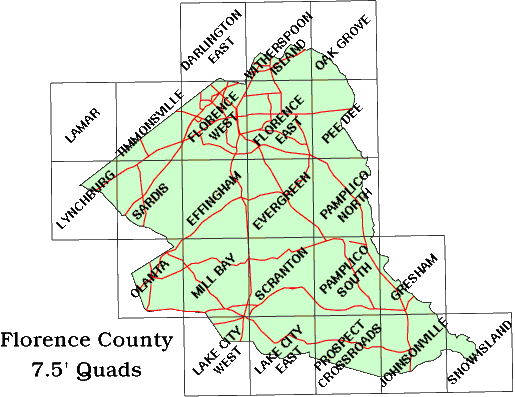 DARLINGTON
EAST
WITHERSPOON
ISLAND
OAK GROVE
LAMAR
TIMMONSVILLE
FLORENCE
WEST
FLORENCE
EAST
PEE DEE
LYNCHBURG
SARDIS
EFFINGHAM
EVERGREEN
PAMPLICO
NORTH
OLANTA
MILL BAY
SCRANTON
PAMPLICO
SOUTH
GRESHAM
LAKE CITY
WEST
LAKE CITY
EAST
PROSPECT
CROSSROADS
JOHNSONVILLE
SNOW ISLAND
Florence County
7.5' Quads